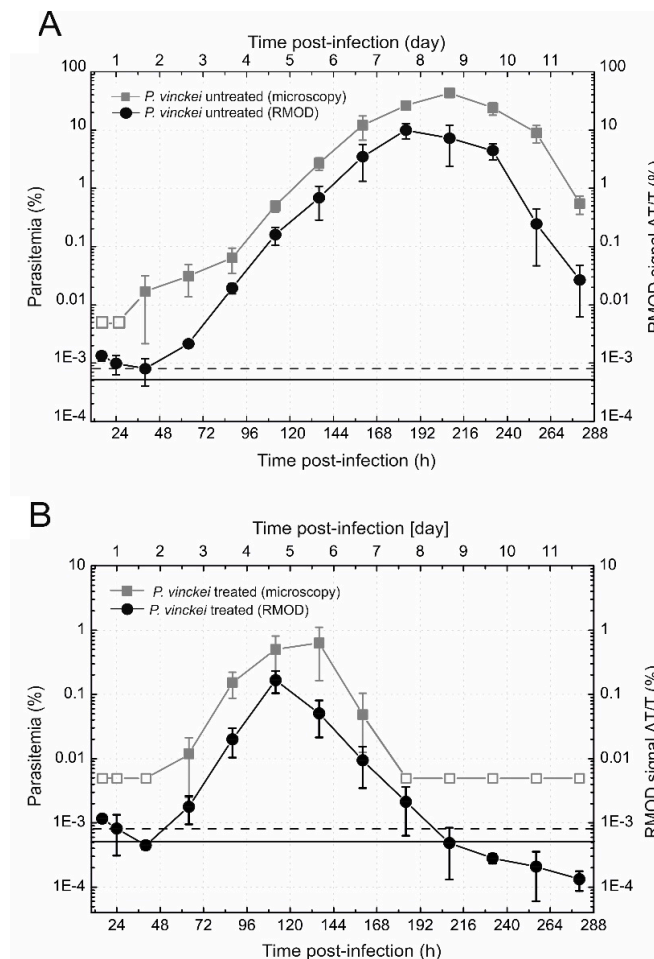 A
Time post-infection (day)
1 2 3 4 5 6 7 8 9 10 11
100 100
P. vinckei untreated (microscopy)
P. vinckei untreated (RMOD)
10 10
1 1
0.1 0.1
0.01 0.01
1E-3 1E-3
1E-4 1E-4
Parasitemia (%)
RMOD signal ΔT/T (%)
24 48 72 96 120 144 168 192 216 240 264 288
Time post-infection (h)
B
Time post-infection [day]
1 2 3 4 5 6 7 8 9 10 11
10 10
P. vinckei treated (microscopy)
P. vinckei treated (RMOD)
1 1
0.1 0.1
0.01 0.01
1E-3 1E-3
1E-4 1E-4
Parasitemia (%)
RMOD signal ΔT/T (%)
24 48 72 96 120 144 168 192 216 240 264 288
Time post-infection (h)